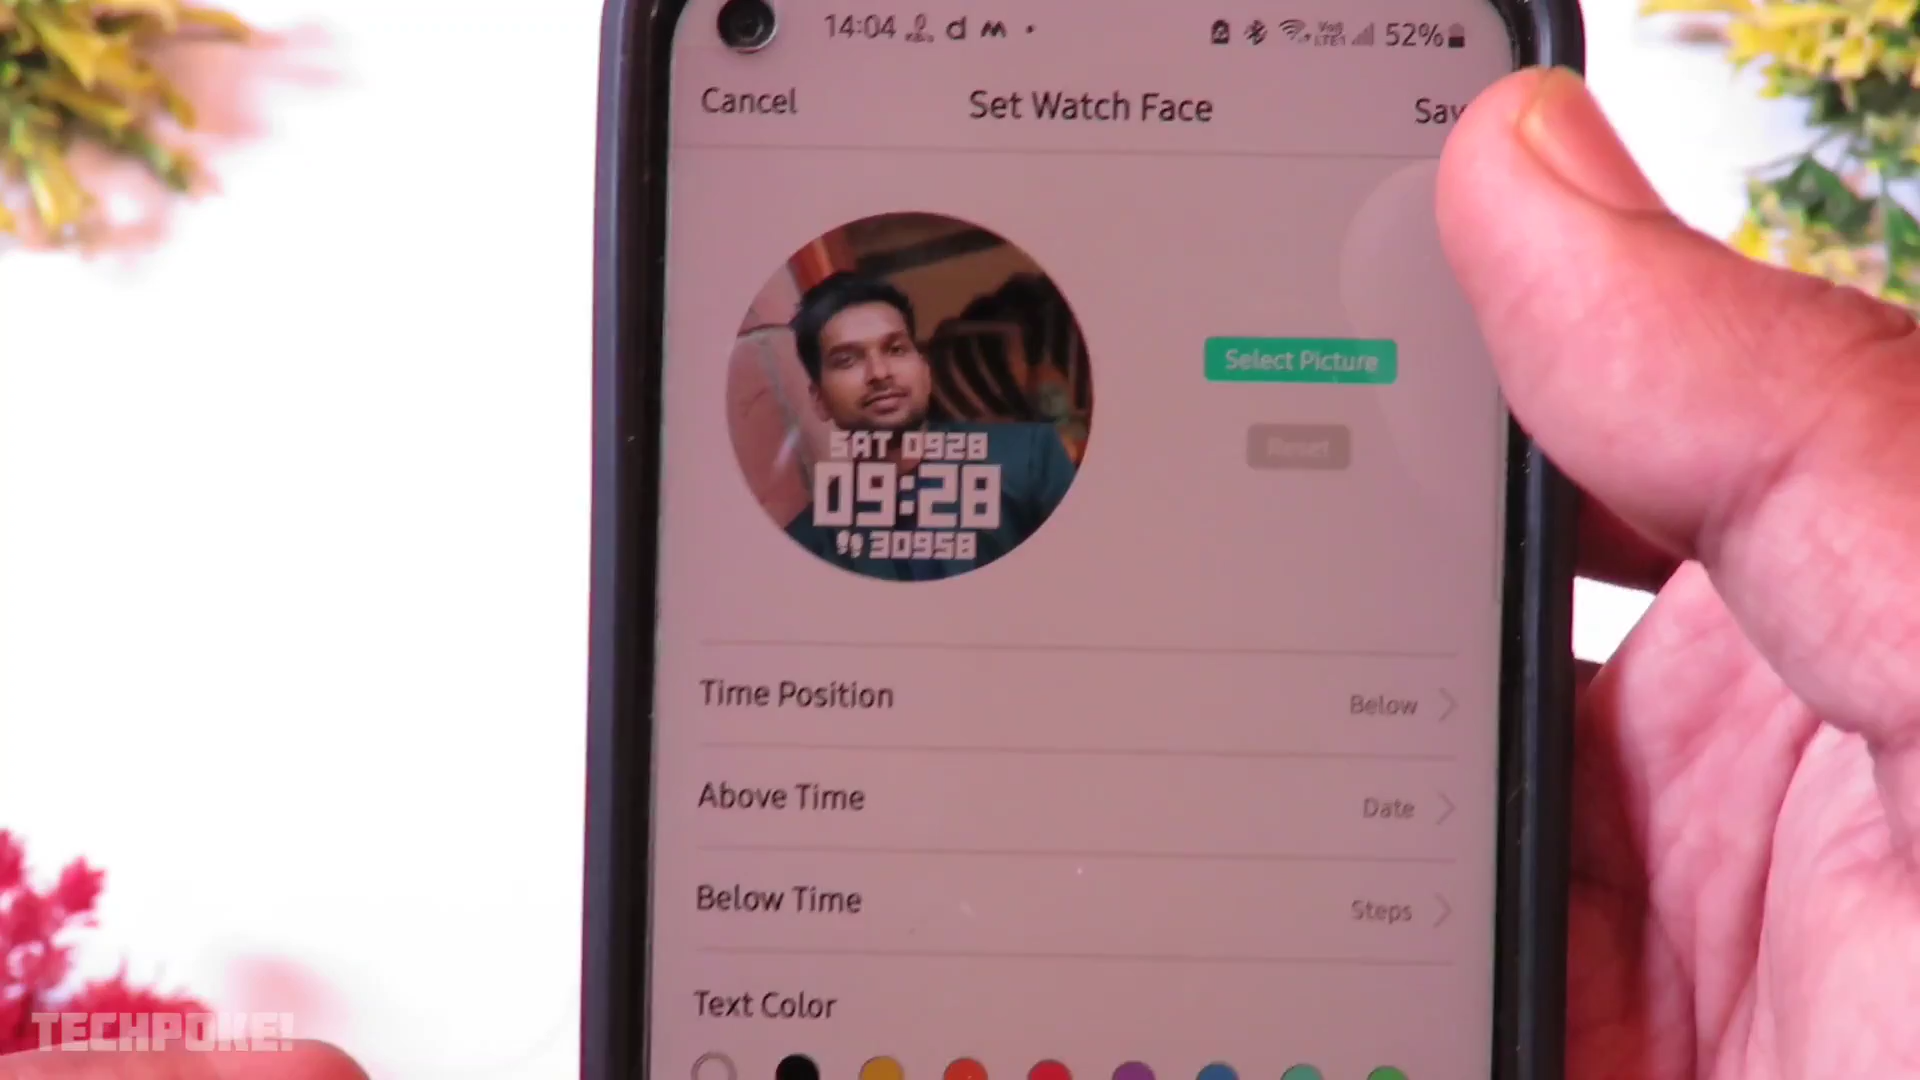 14:04
52%
Cancel
Set Watch Face
Sav
Select Picture
Reset
SAT 0928
09:28
30958
Time Position
Below
Above Time
Date
Below Time
Steps
Text Color
TECHPOKE!